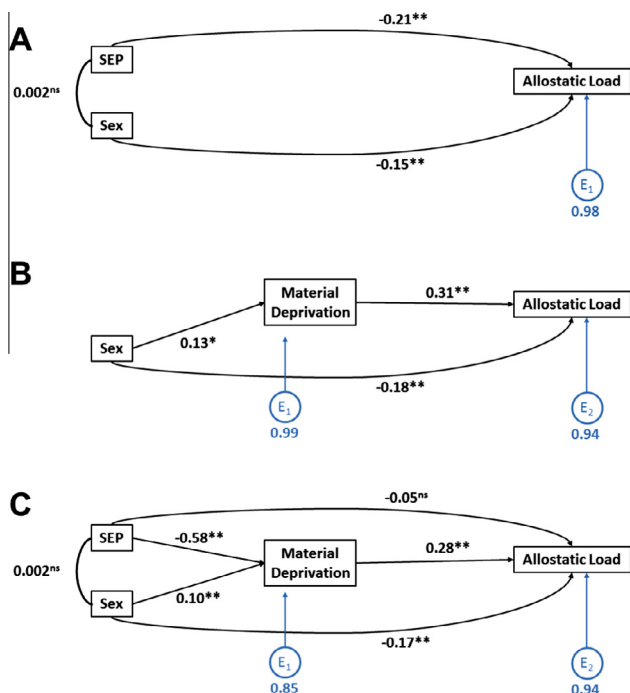 A
-0.21**
SEP
Allostatic Load
0.002ns
Sex
-0.15**
E1
0.98
B
Material
Deprivation
0.31**
Allostatic Load
Sex
0.13*
-0.18**
E1
0.99
E2
0.94
C
-0.05ns
SEP
-0.58**
Material
Deprivation
0.28**
Allostatic Load
0.002ns
Sex
0.10**
-0.17**
E1
0.85
E2
0.94